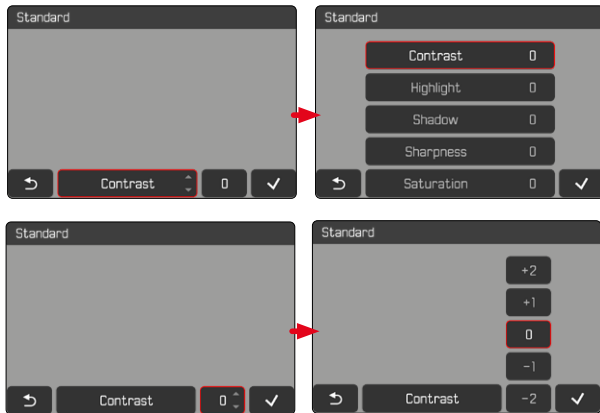 Standard
Contrast 0
Standard
Contrast 0
Highlight 0
Shadow 0
Sharpness 0
Saturation 0
Standard
Contrast 0
Standard
+2
+1
0
-1
Contrast -2